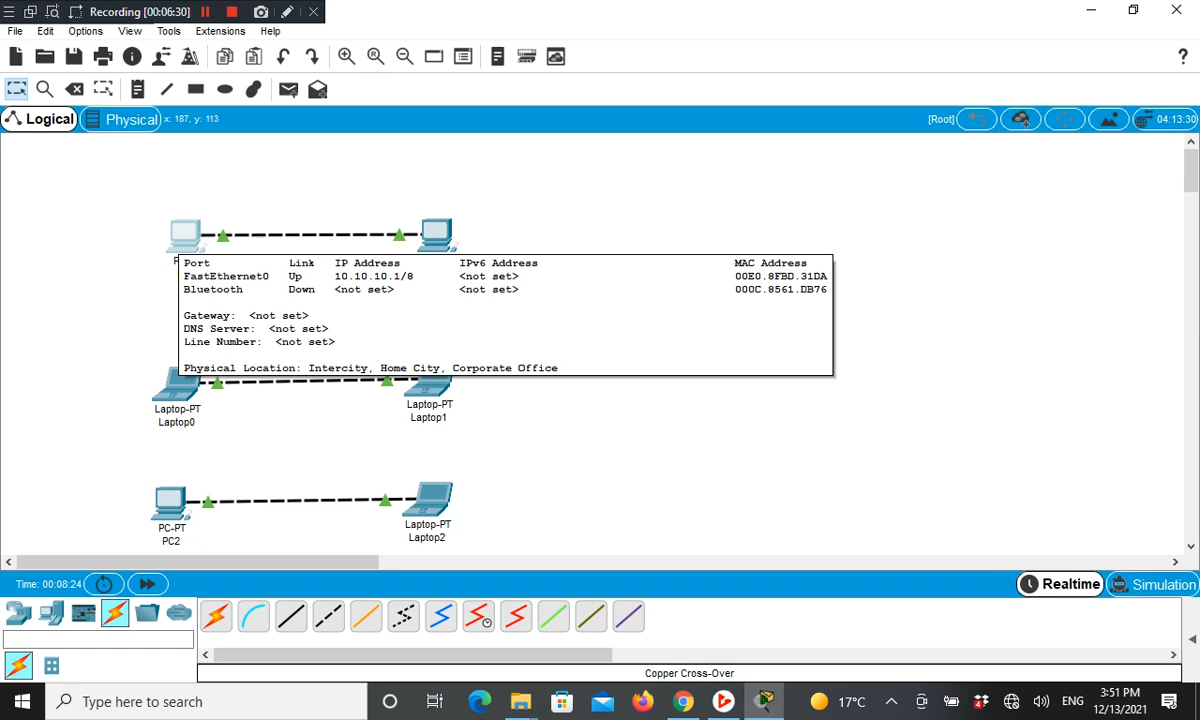 Recording [00:06:30]
File Edit Options View Tools Extensions Help
Logical Physical x: 187, y: 113 [Root] 04:13:30
Port Link IP Address IPv6 Address MAC Address
FastEthernet0 Up 10.10.10.1/8 <not set> 00E0.8FBD.31DA
Bluetooth Down <not set> <not set> 000C.8561.DB76
Gateway: <not set>
DNS Server: <not set>
Line Number: <not set>
Physical Location: Intercity, Home City, Corporate Office
Laptop-PT
Laptop0
Laptop-PT
Laptop1
PC-PT
PC2
Laptop-PT
Laptop2
Time: 00:08:24 Realtime Simulation
Copper Cross-Over
Type here to search
17°C ENG 3:51 PM
12/13/2021